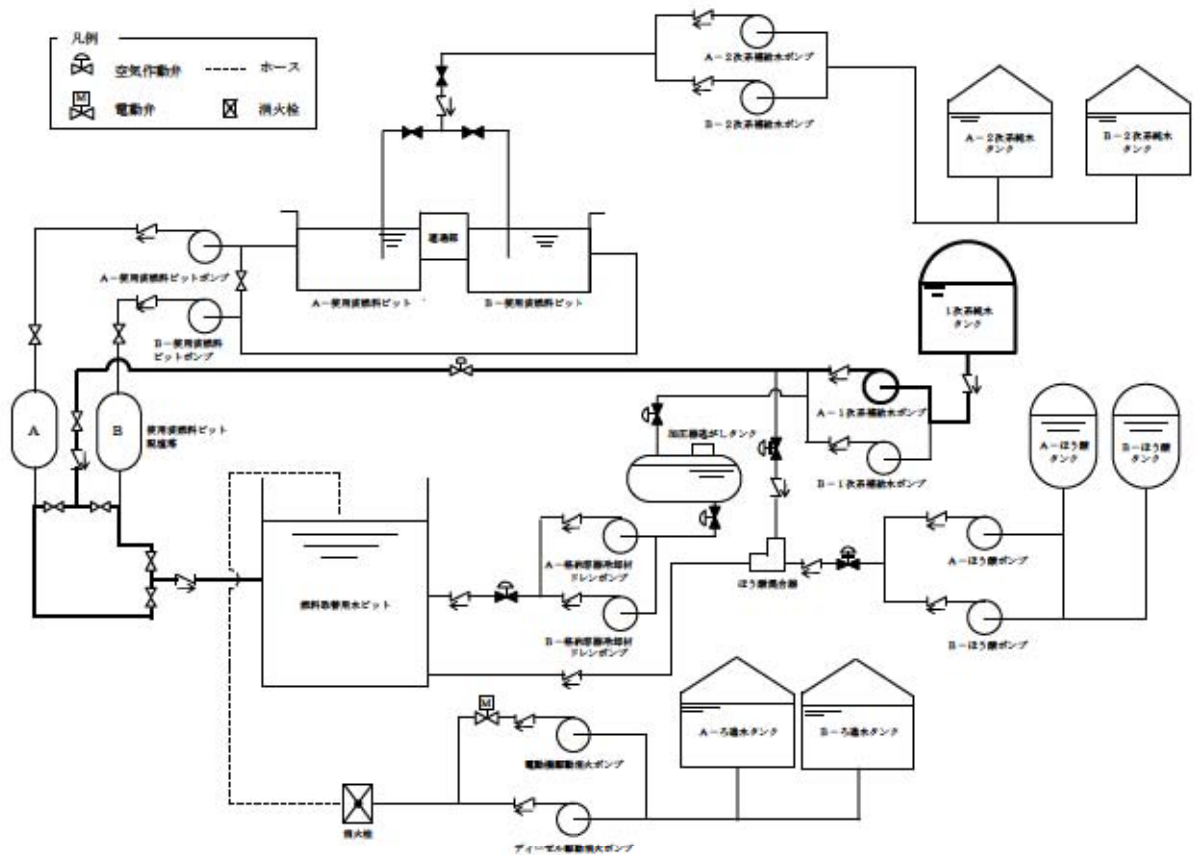 凡例
空気作動弁
ホース
M
電動弁
消火栓
A-2次系補給水ポンプ
B-2次系補給水ポンプ
A-2次系純水
タンク
B-2次系純水
タンク
A-使用済燃料ピットポンプ
A-使用済燃料ピット
B-使用済燃料ピット
B-使用済燃料
ピットポンプ
1次系純水
タンク
A
B
使用済燃料ピット
脱塩塔
加圧器逃がしタンク
A-1次系補給水ポンプ
B-1次系補給水ポンプ
A-ほう酸
タンク
B-ほう酸
タンク
A-格納容器冷却材
ドレンポンプ
ほう酸混合器
A-ほう酸ポンプ
燃料取替用水ピット
B-格納容器冷却材
ドレンポンプ
B-ほう酸ポンプ
M
A-ろ過水タンク
B-ろ過水タンク
電動機駆動消火ポンプ
消火栓
ディーゼル駆動消火ポンプ